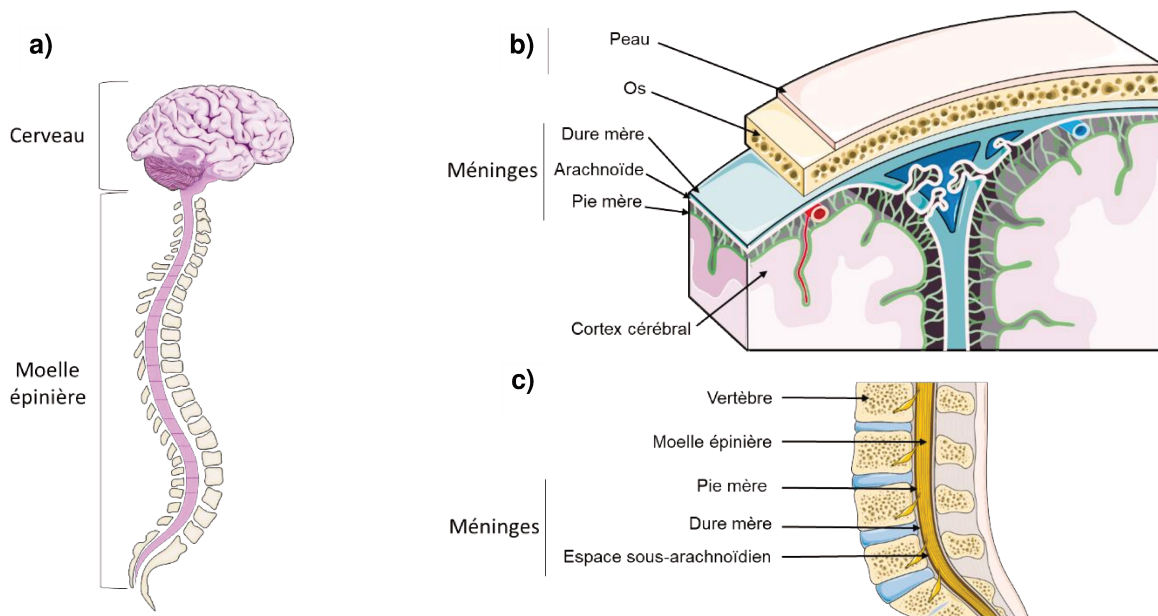 a)
Cerveau
Moelle
épinière
b)
Peau
Os
Dure mère
Méninges
Arachnoïde
Pie mère
Cortex cérébral
c)
Vertèbre
Moelle épinière
Pie mère
Méninges
Dure mère
Espace sous-arachnoïdien